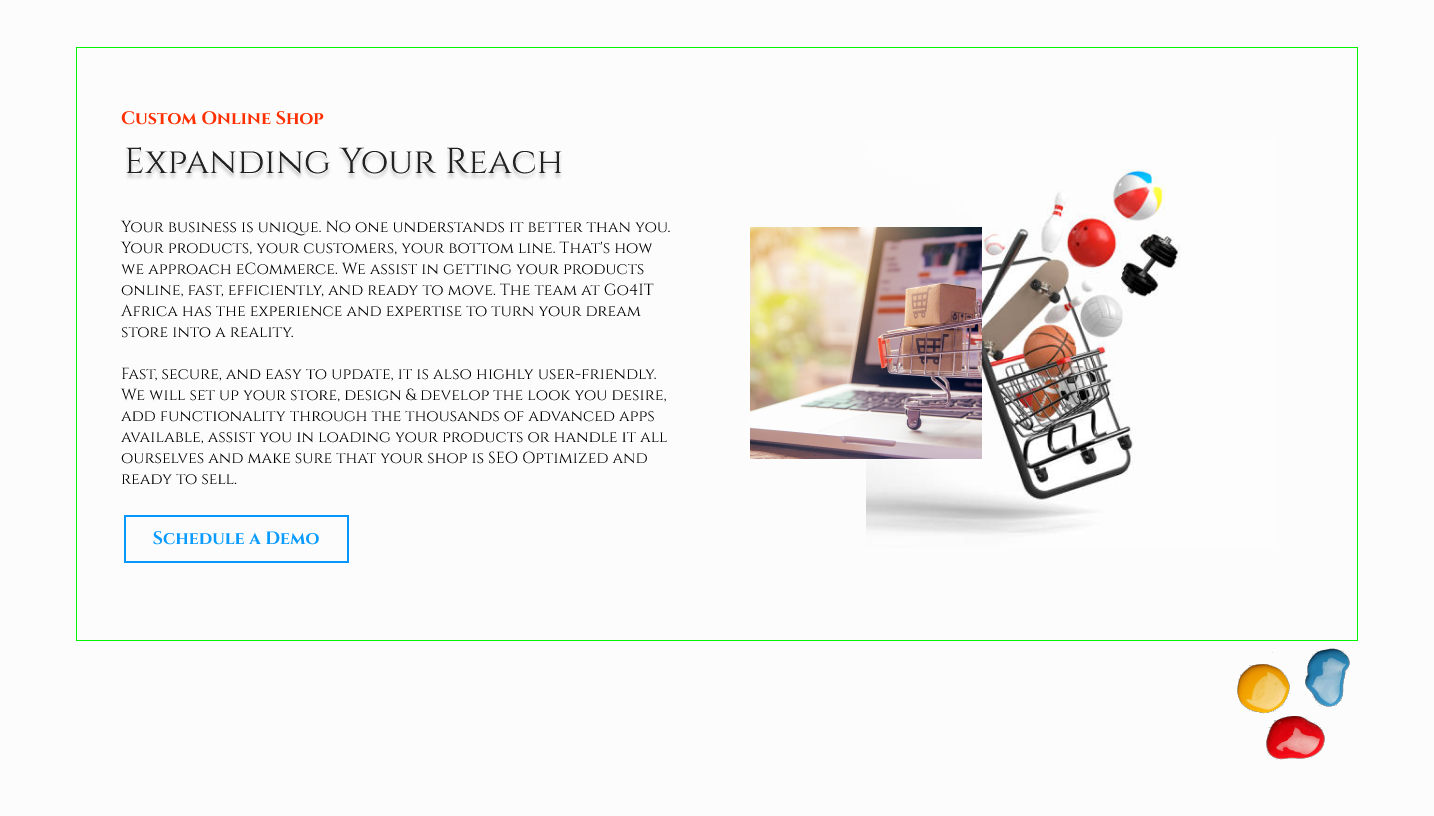 Custom Online Shop
Expanding Your Reach
Your business is unique. No one understands it better than you.
Your products, your customers, your bottom line. That's how
we approach eCommerce. We assist in getting your products
online, fast, efficiently, and ready to move. The team at Go4IT
Africa has the experience and expertise to turn your dream
store into a reality.
Fast, secure, and easy to update, it is also highly user-friendly.
We will set up your store, design & develop the look you desire,
add functionality through the thousands of advanced apps
available, assist you in loading your products or handle it all
ourselves and make sure that your shop is SEO Optimized and
ready to sell.
Schedule a Demo